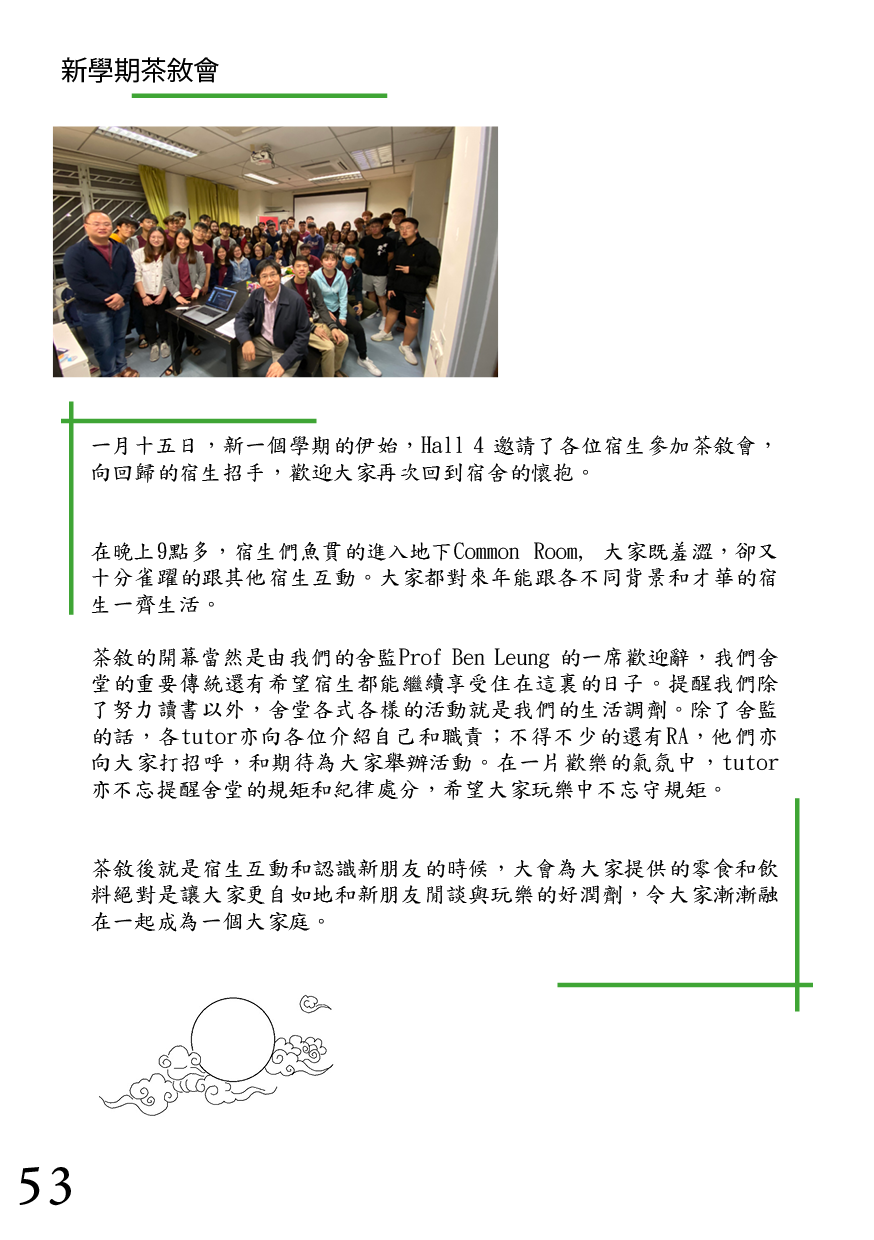 新學期茶敘會
一月十五日，新一個學期的伊始，Hall 4 邀請了各位宿生參加茶敘會，
向回歸的宿生招手，歡迎大家再次回到宿舍的懷抱。
在晚上9點多，宿生們魚貫的進入地下Common Room, 大家既羞澀，卻又
十分雀躍的跟其他宿生互動。大家都對來年能跟各不同背景和才華的宿
生一齊生活。
茶敘的開幕當然是由我們的舍監Prof Ben Leung 的一席歡迎辭，我們舍
堂的重要傳統還有希望宿生都能繼續享受住在這裏的日子。提醒我們除
了努力讀書以外，舍堂各式各樣的活動就是我們的生活調劑。除了舍監
的話，各tutor亦向各位介紹自己和職責；不得不少的還有RA，他們亦
向大家打招呼，和期待為大家舉辦活動。在一片歡樂的氣氛中，tutor
亦不忘提醒舍堂的規矩和紀律處分，希望大家玩樂中不忘守規矩。
茶敘後就是宿生互動和認識新朋友的時候，大會為大家提供的零食和飲
料絕對是讓大家更自如地和新朋友閒談與玩樂的好潤劑，令大家漸漸融
在一起成為一個大家庭。
53